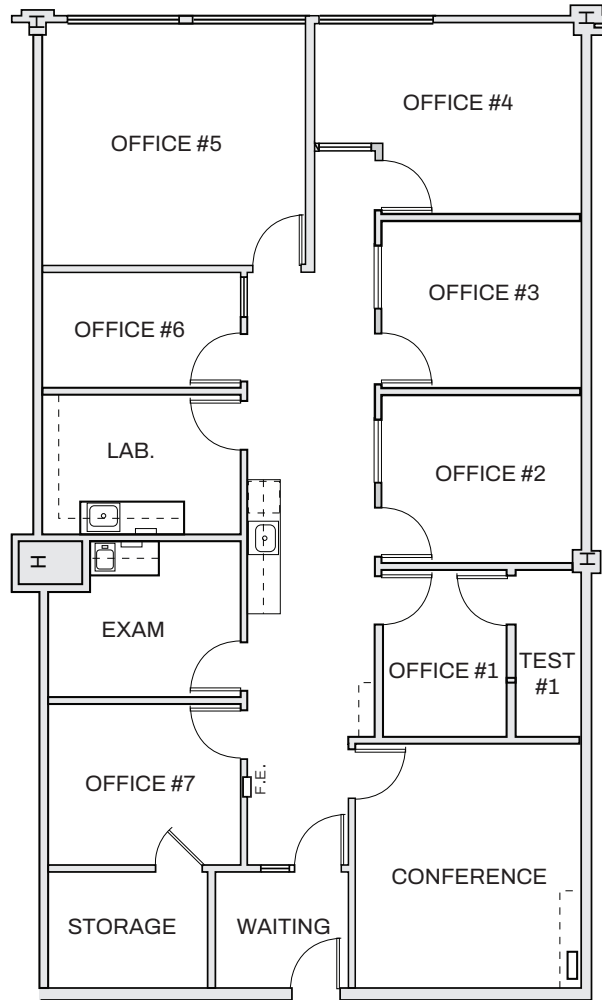 OFFICE #4
OFFICE #5
OFFICE #3
OFFICE #6
LAB.
OFFICE #2
EXAM
OFFICE #1
TEST
#1
OFFICE #7
F.E.
CONFERENCE
STORAGE
WAITING